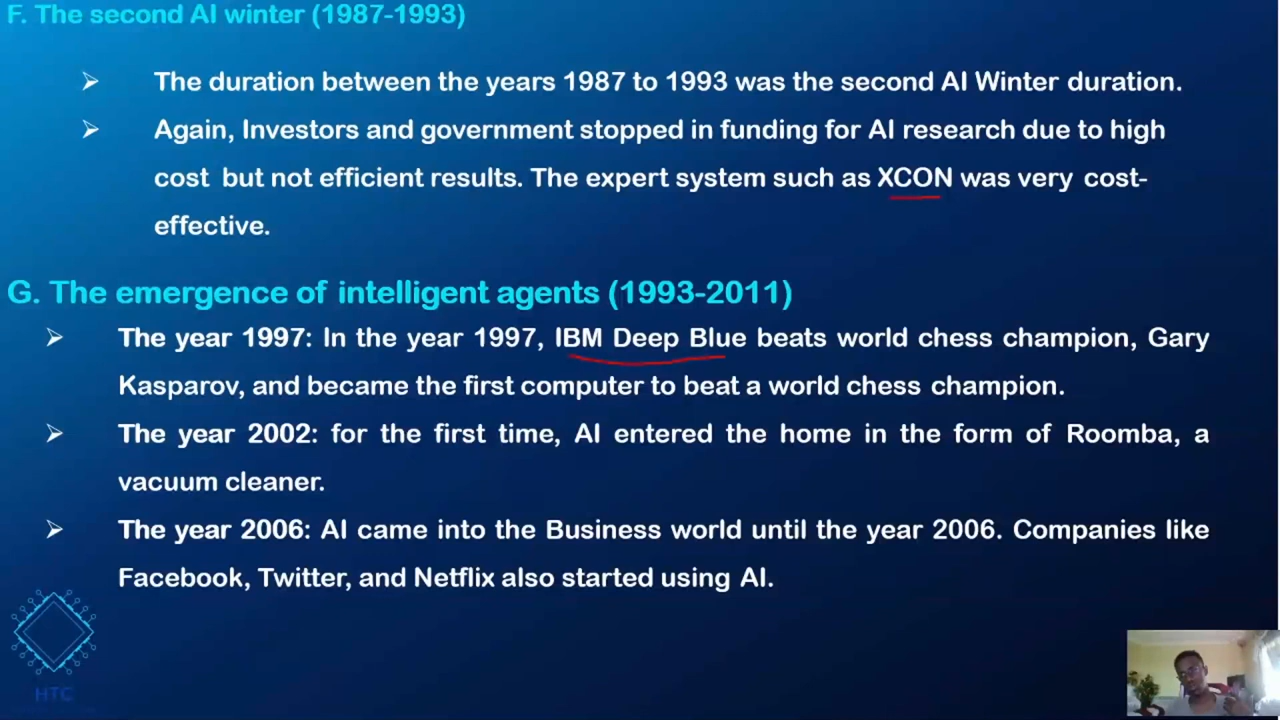 F. The second AI winter (1987-1993)
The duration between the years 1987 to 1993 was the second AI Winter duration.
Again, Investors and government stopped in funding for AI research due to high
cost but not efficient results. The expert system such as XCON was very cost-
effective.
G. The emergence of intelligent agents (1993-2011)
The year 1997: In the year 1997, IBM Deep Blue beats world chess champion, Gary
Kasparov, and became the first computer to beat a world chess champion.
The year 2002: for the first time, AI entered the home in the form of Roomba, a
vacuum cleaner.
The year 2006: AI came into the Business world until the year 2006. Companies like
Facebook, Twitter, and Netflix also started using AI.
HTC